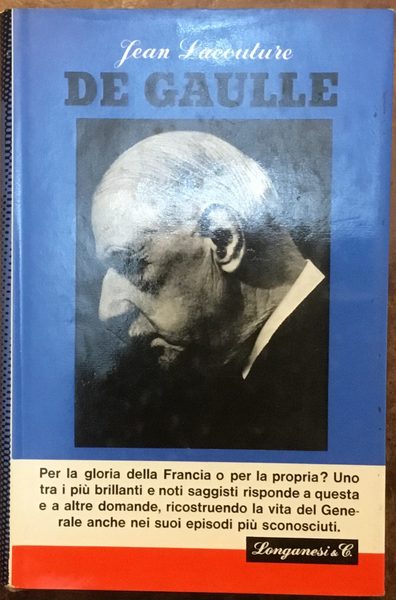 Jean Lacouture
DE GAULLE
Per la gloria della Francia o per la propria? Uno
tra i più brillanti e noti saggisti risponde a questa
e a altre domande, ricostruendo la vita del Gene-
rale anche nei suoi episodi più sconosciuti.
Longanesi & C.